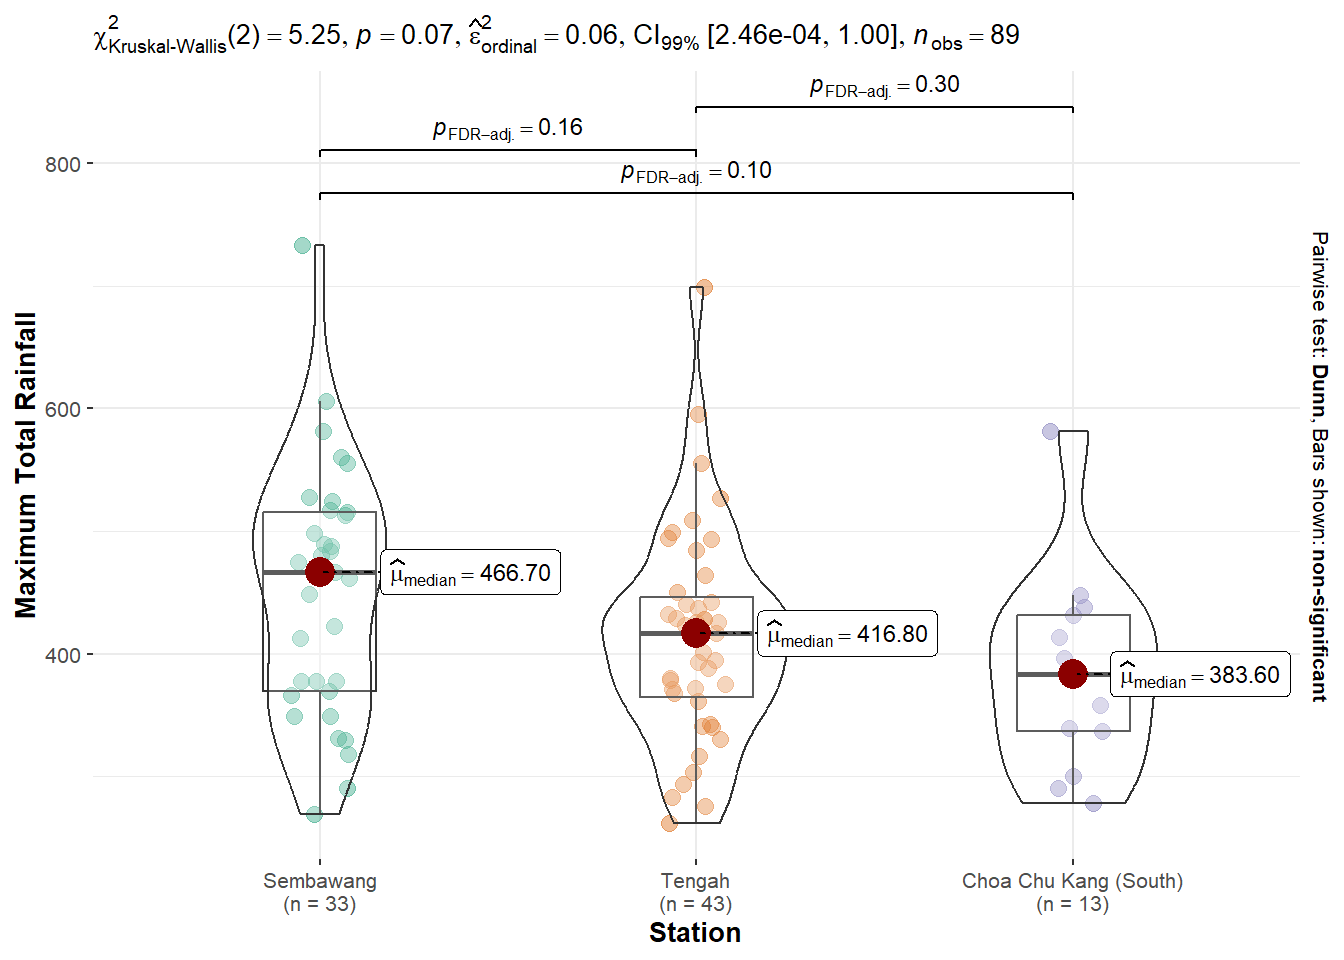 χ²Kruskal-Wallis(2) = 5.25, p = 0.07, ε̂²ordinal = 0.06, CI99% [2.46e-04, 1.00], nobs = 89
pFDR–adj. = 0.30
pFDR–adj. = 0.16
pFDR–adj. = 0.10
800
600
400
Maximum Total Rainfall
μ̂median = 466.70
μ̂median = 416.80
μ̂median = 383.60
Pairwise test: Dunn, Bars shown: non-significant
Sembawang
(n = 33)
Tengah
(n = 43)
Choa Chu Kang (South)
(n = 13)
Station